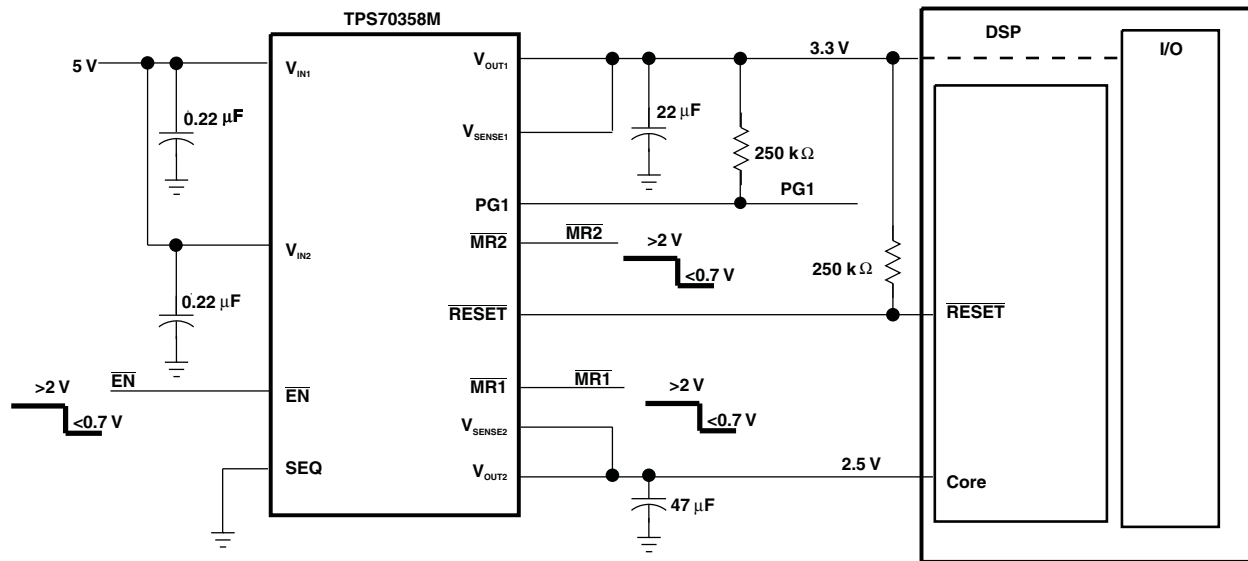 TPS70358M
DSP
I/O
5 V
V_IN1
V_OUT1
3.3 V
0.22 μF
22 μF
V_SENSE1
250 kΩ
PG1
PG1
MR2
MR2
>2 V
<0.7 V
V_IN2
250 kΩ
0.22 μF
RESET
RESET
EN
>2 V
<0.7 V
EN
MR1
MR1
>2 V
<0.7 V
V_SENSE2
SEQ
V_OUT2
2.5 V
Core
47 μF